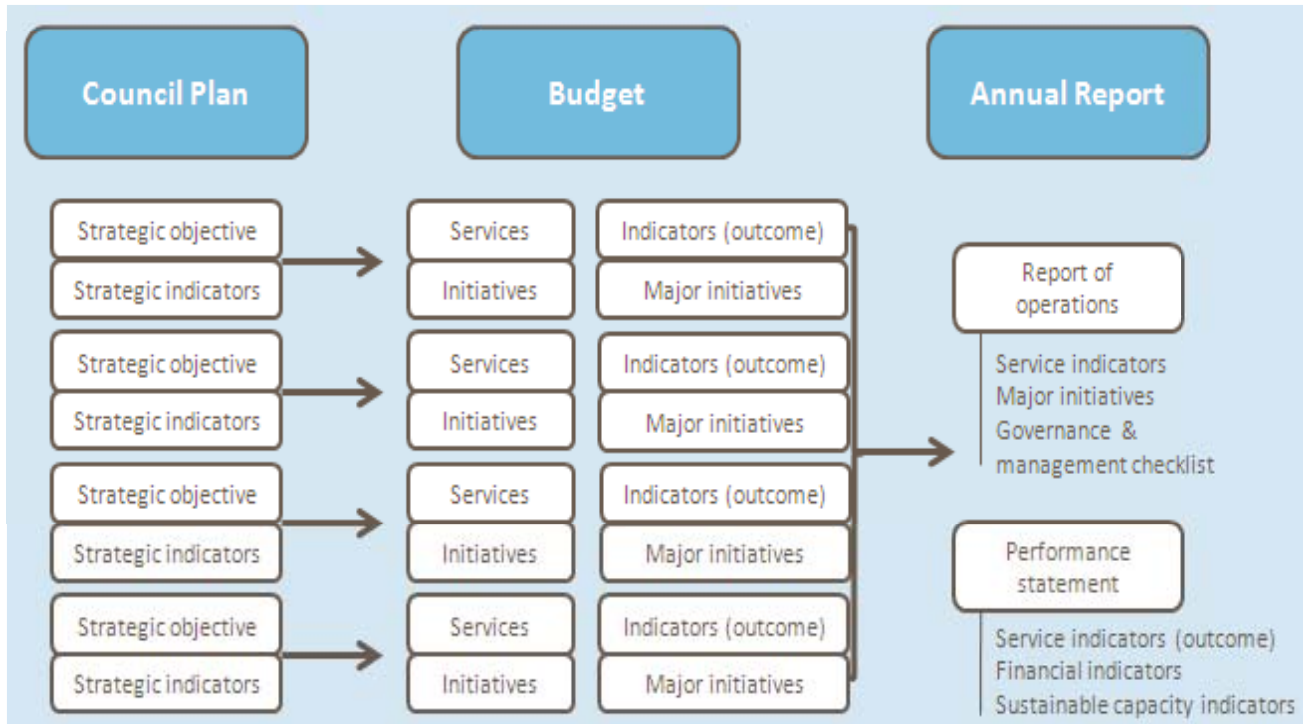 Council Plan
Budget
Annual Report
Strategic objective
Strategic indicators
Services
Initiatives
Indicators (outcome)
Major initiatives
Strategic objective
Strategic indicators
Services
Initiatives
Indicators (outcome)
Major initiatives
Strategic objective
Strategic indicators
Services
Initiatives
Indicators (outcome)
Major initiatives
Strategic objective
Strategic indicators
Services
Initiatives
Indicators (outcome)
Major initiatives
Report of
operations
Service indicators
Major initiatives
Governance &
management checklist
Performance
statement
Service indicators (outcome)
Financial indicators
Sustainable capacity indicators